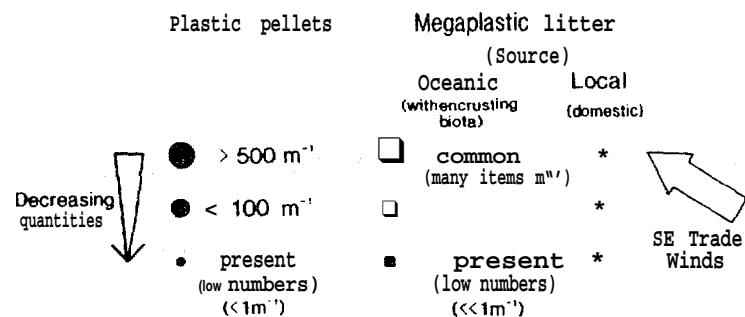 Plastic pellets Megaplastic litter
(Source)
Oceanic Local
(withencrusting biota) (domestic)
> 500 m⁻¹ common *
(many items m"')
Decreasing quantities
< 100 m⁻¹ *
SE Trade Winds
present present *
(low numbers) (low numbers)
(<1m⁻¹) (<<1m⁻¹)